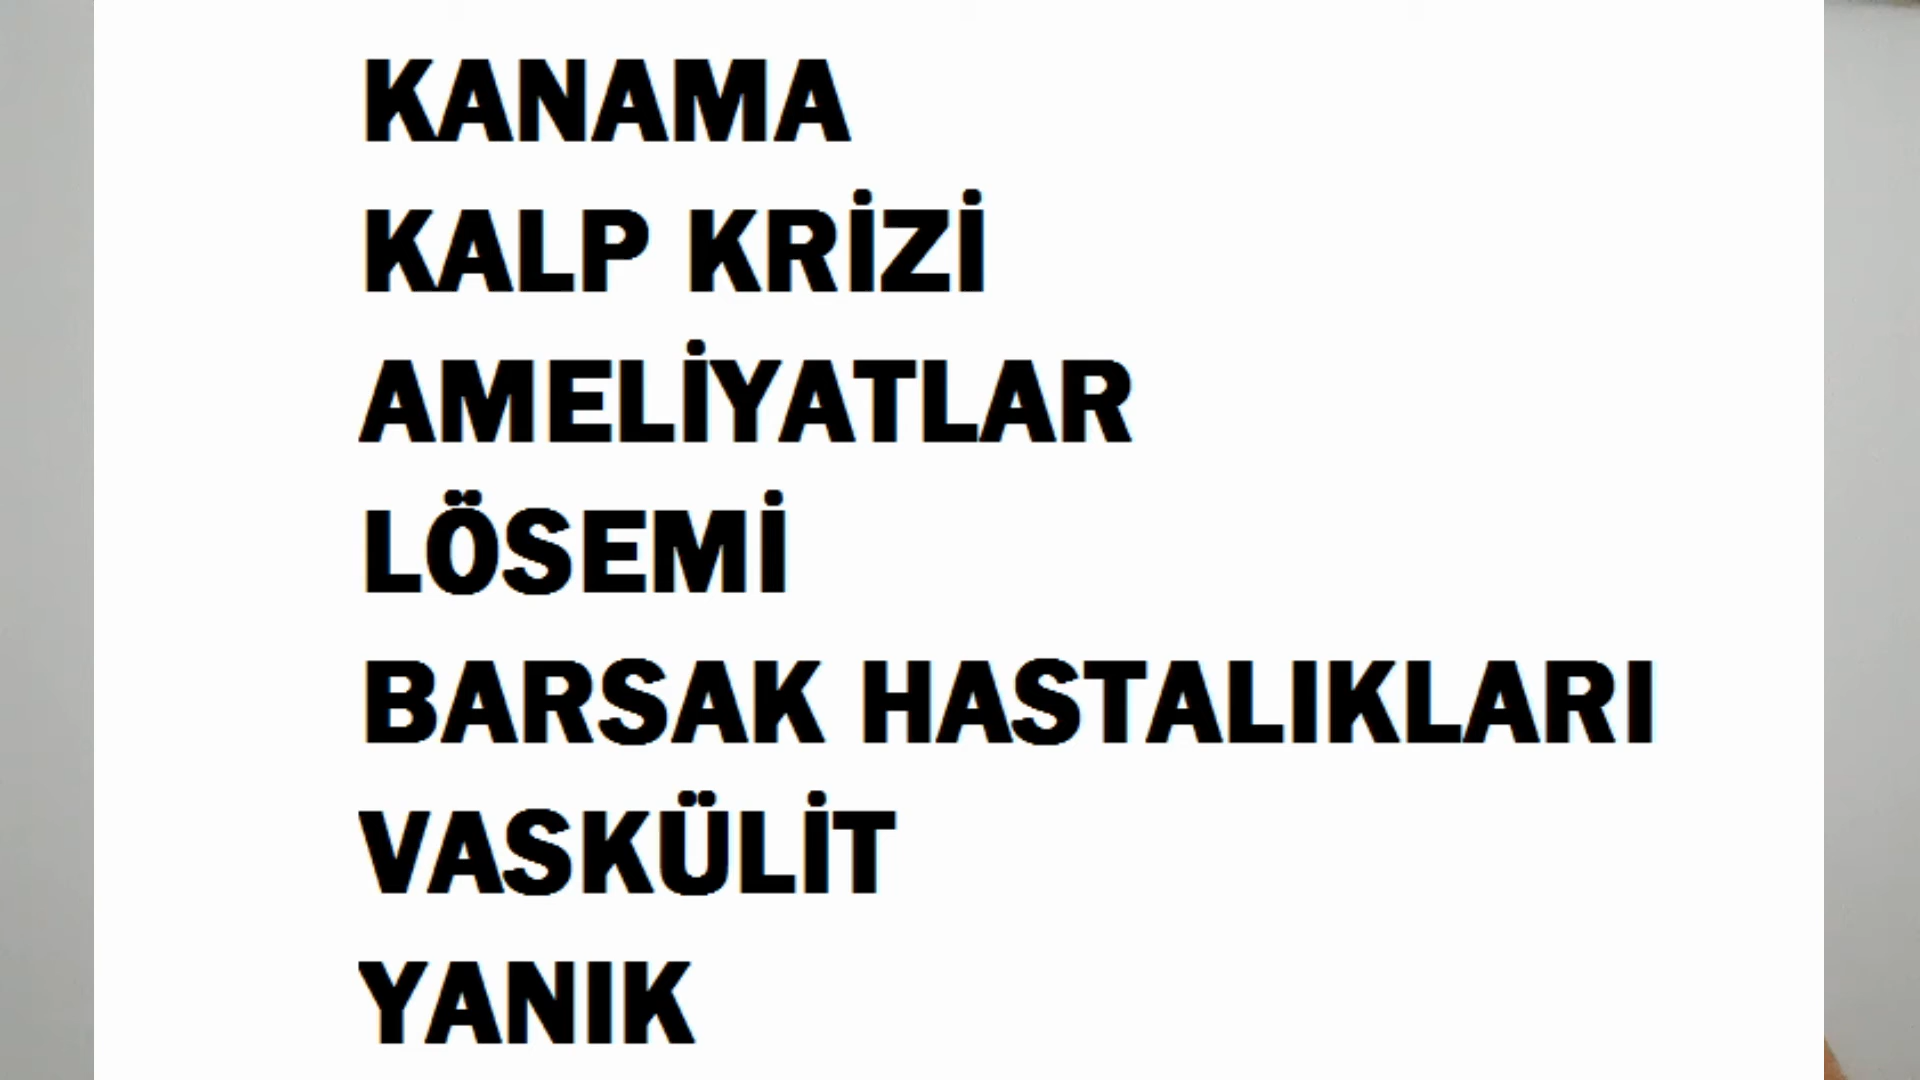 KANAMA
KALP KRİZİ
AMELİYATLAR
LÖSEMİ
BARSAK HASTALIKLARI
VASKÜLİT
YANIK